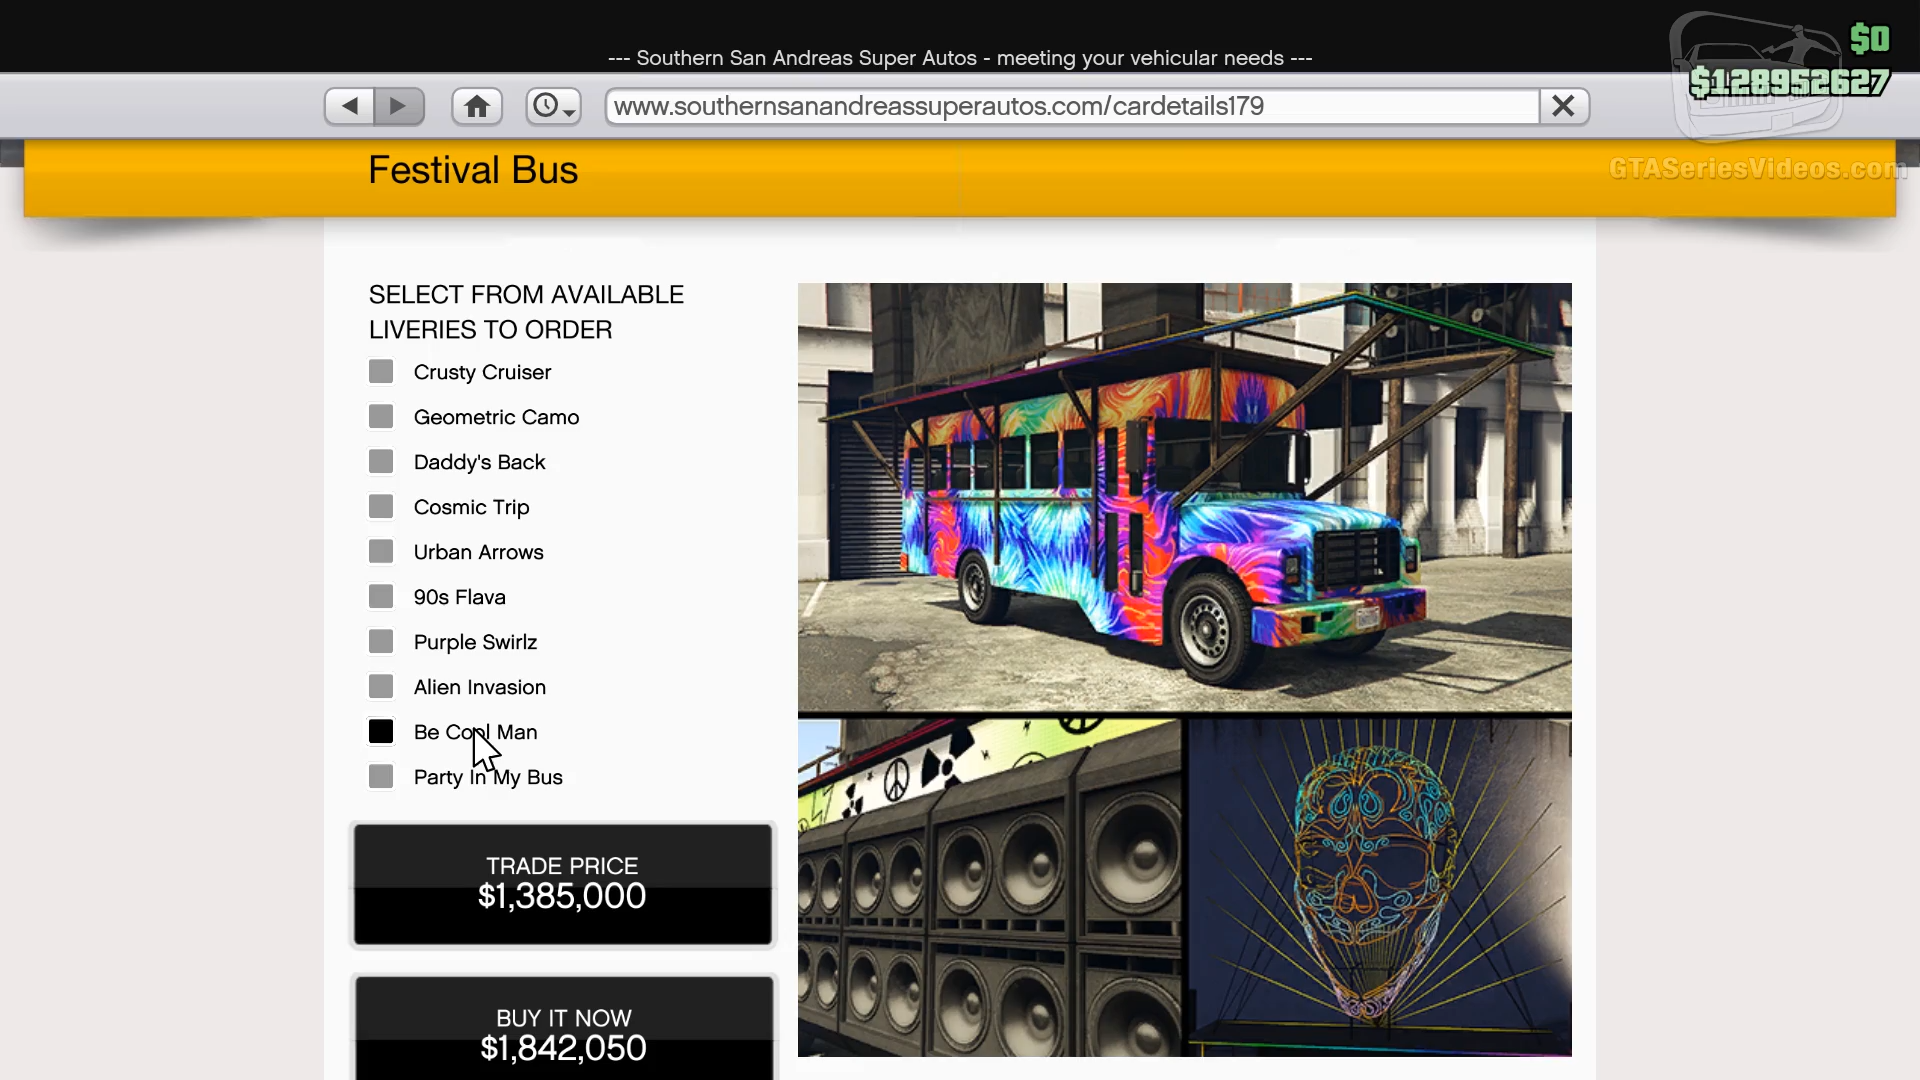 --- Southern San Andreas Super Autos - meeting your vehicular needs ---
$0
$128952627
www.southernsanandreassuperautos.com/cardetails179
GTASeriesVideos.com
Festival Bus
SELECT FROM AVAILABLE
LIVERIES TO ORDER
Crusty Cruiser
Geometric Camo
Daddy's Back
Cosmic Trip
Urban Arrows
90s Flava
Purple Swirlz
Alien Invasion
Be Cool Man
Party In My Bus
TRADE PRICE
$1,385,000
BUY IT NOW
$1,842,050